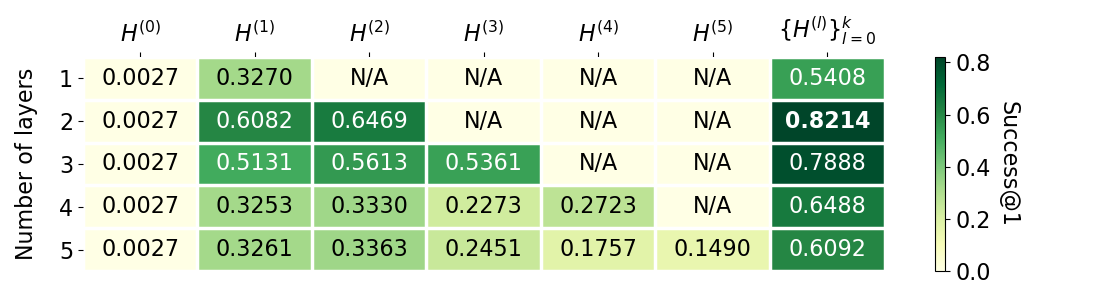 H^(0) H^(1) H^(2) H^(3) H^(4) H^(5) {H^(l)}^k_{l=0}
1 0.0027 0.3270 N/A N/A N/A N/A 0.5408
2 0.0027 0.6082 0.6469 N/A N/A N/A 0.8214
3 0.0027 0.5131 0.5613 0.5361 N/A N/A 0.7888
4 0.0027 0.3253 0.3330 0.2273 0.2723 N/A 0.6488
5 0.0027 0.3261 0.3363 0.2451 0.1757 0.1490 0.6092
Number of layers
0.8
0.6
0.4
0.2
0.0
Success@1